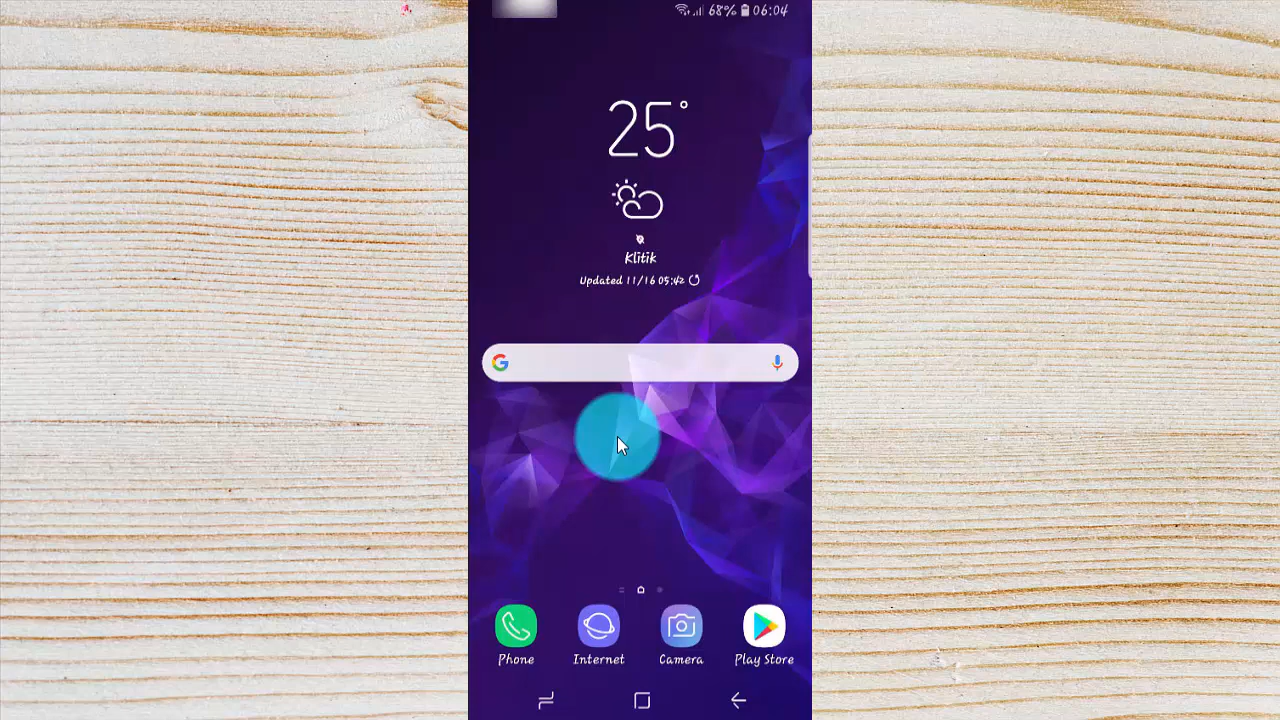 68% 06:04
25°
Klitik
Updated 11/16 05:42
Phone Internet Camera Play Store